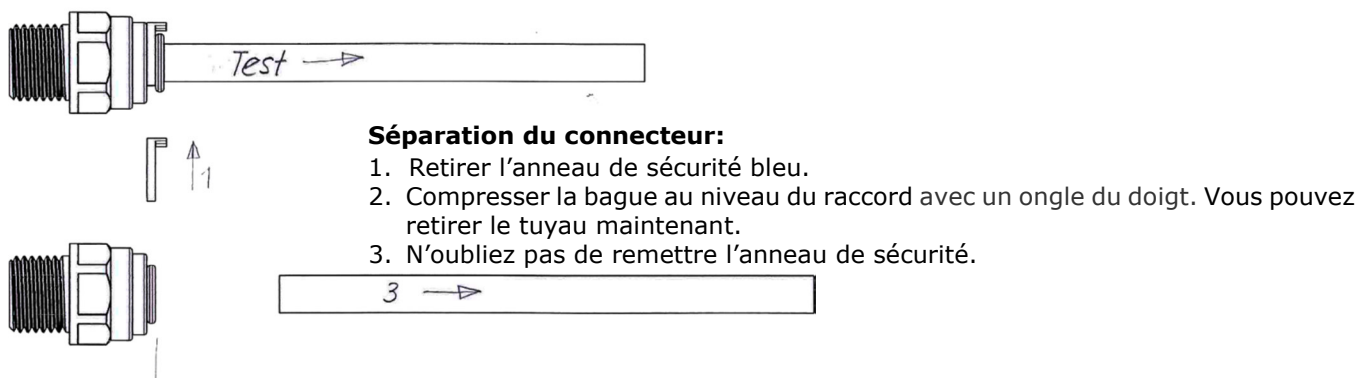 Test
Séparation du connecteur:
1
1. Retirer l’anneau de sécurité bleu.
2. Compresser la bague au niveau du raccord avec un ongle du doigt. Vous pouvez
retirer le tuyau maintenant.
3. N’oubliez pas de remettre l’anneau de sécurité.
3